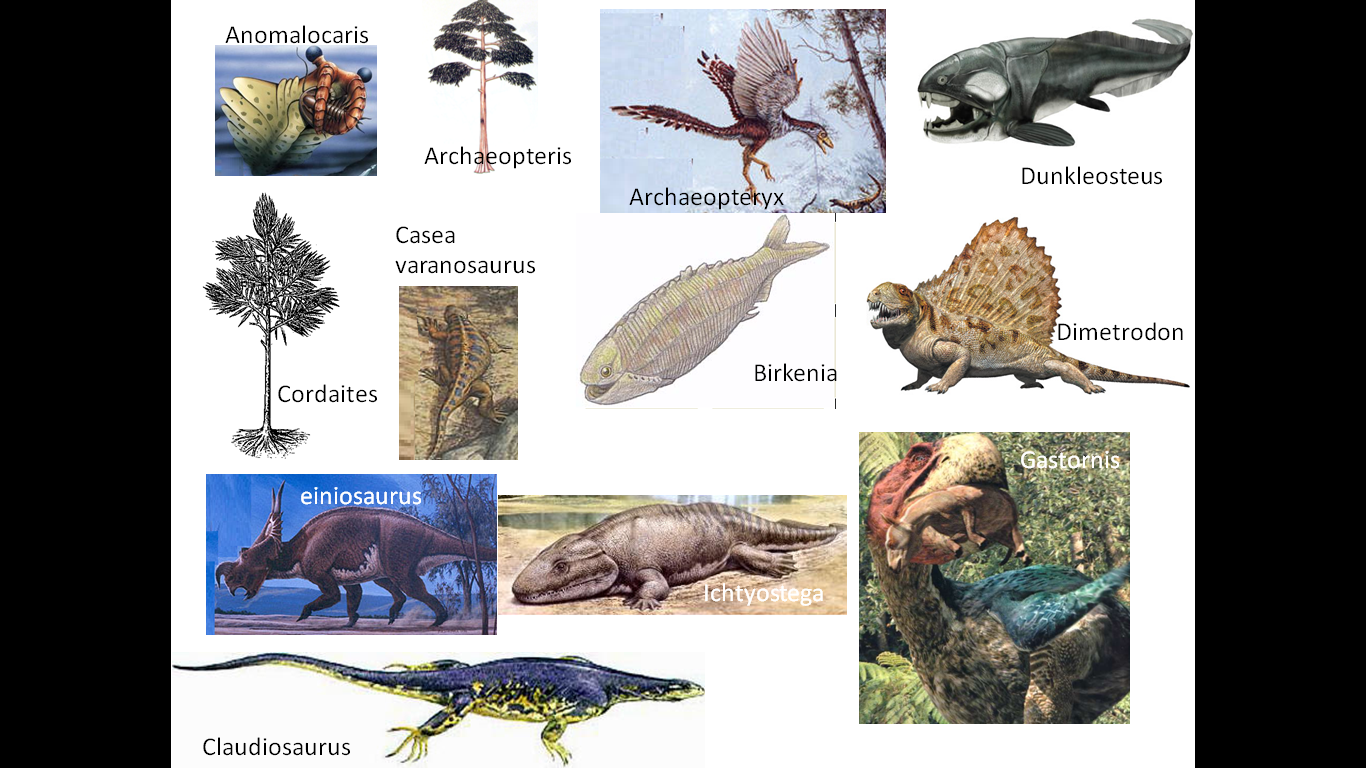 Anomalocaris
Archaeopteris
Archaeopteryx
Dunkleosteus
Casea
varanosaurus
Cordaites
Birkenia
Dimetrodon
einiosaurus
Ichtyostega
Gastornis
Claudiosaurus